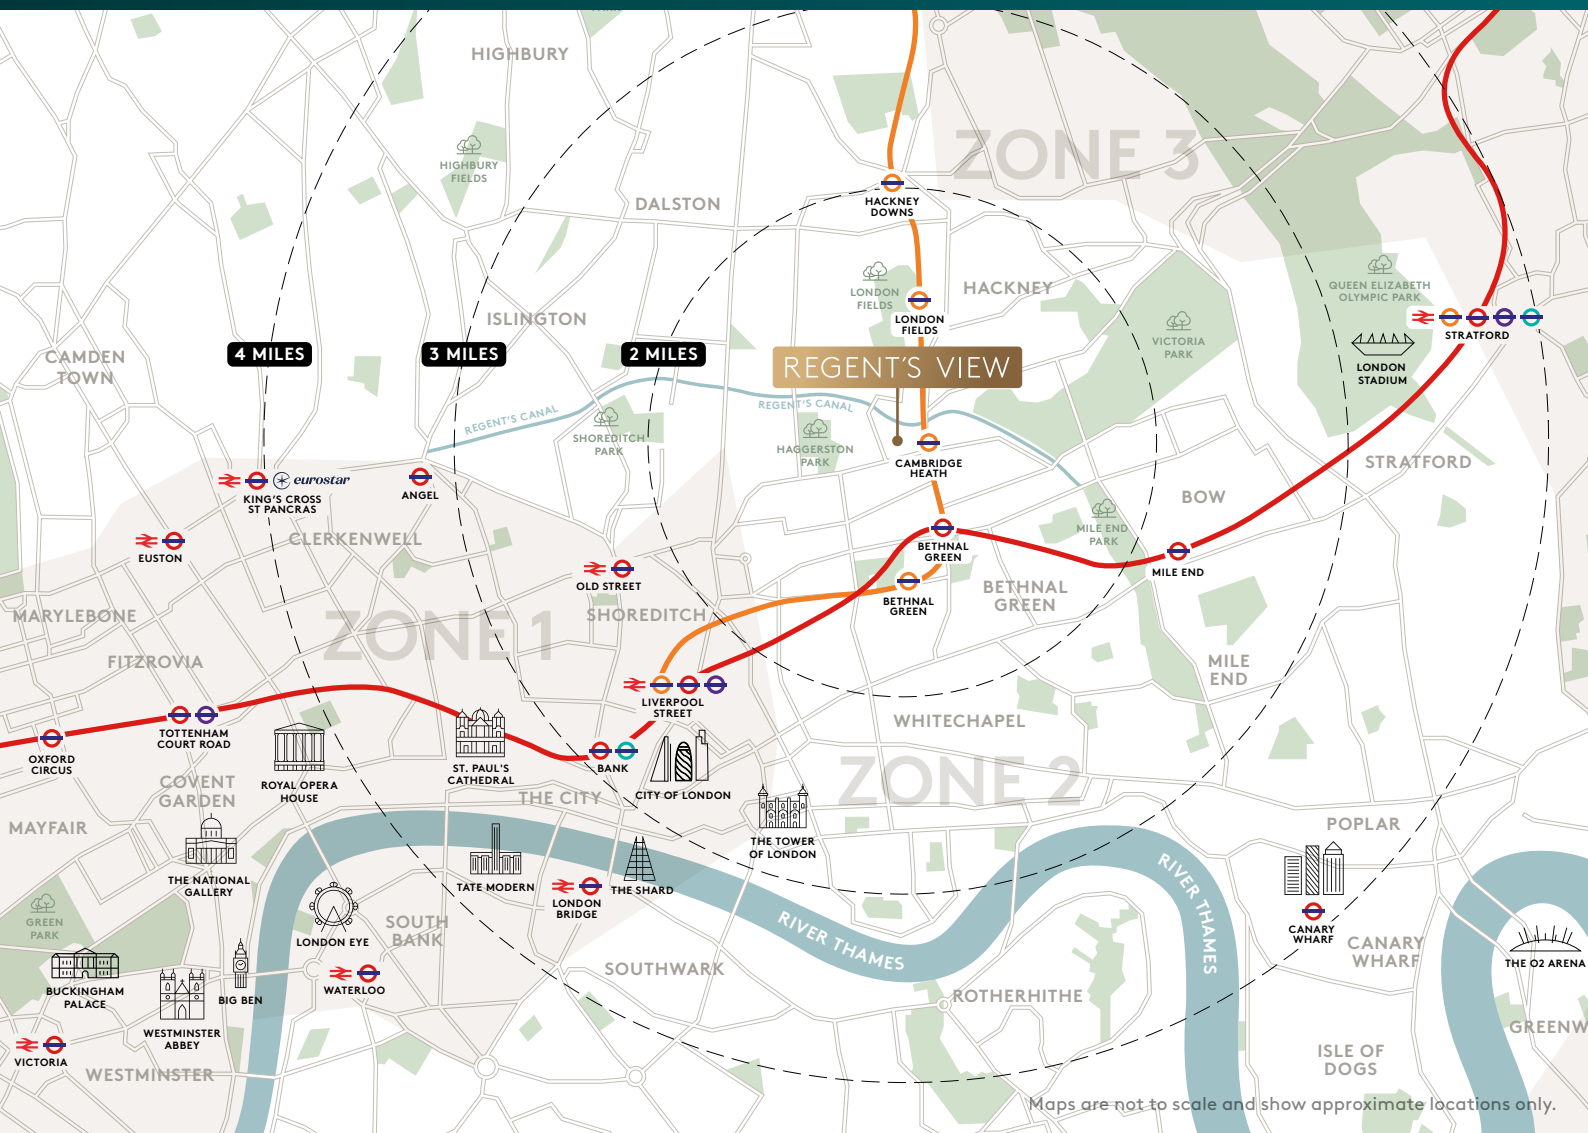 HIGHBURY
ZONE 3
HIGHBURY
FIELDS
DALSTON
HACKNEY
DOWNS
LONDON
FIELDS
HACKNEY
QUEEN ELIZABETH
OLYMPIC PARK
ISLINGTON
LONDON
FIELDS
VICTORIA
PARK
STRATFORD
CAMDEN
TOWN
4 MILES
3 MILES
2 MILES
REGENT'S VIEW
LONDON
STADIUM
REGENT'S CANAL
REGENT'S CANAL
SHOREDITCH
PARK
HAGGERSTON
PARK
CAMBRIDGE
HEATH
STRATFORD
KING'S CROSS
ST PANCRAS
eurostar
ANGEL
BOW
CLERKENWELL
EUSTON
MILE END
PARK
BETHNAL
GREEN
MILE END
OLD STREET
BETHNAL
GREEN
BETHNAL
GREEN
MARYLEBONE
ZONE 1
SHOREDITCH
FITZROVIA
MILE
END
LIVERPOOL
STREET
WHITECHAPEL
TOTTENHAM
COURT ROAD
OXFORD
CIRCUS
ST. PAUL'S
CATHEDRAL
BANK
ZONE 2
COVENT
GARDEN
ROYAL OPERA
HOUSE
THE CITY
CITY OF LONDON
MAYFAIR
POPLAR
THE TOWER
OF LONDON
THE NATIONAL
GALLERY
TATE MODERN
THE SHARD
LONDON
BRIDGE
RIVER THAMES
RIVER THAMES
GREEN
PARK
LONDON EYE
SOUTH
BANK
CANARY
WHARF
CANARY
WHARF
THE O2 ARENA
BUCKINGHAM
PALACE
BIG BEN
WATERLOO
SOUTHWARK
ROTHERHITHE
WESTMINSTER
ABBEY
GREENW
VICTORIA
WESTMINSTER
ISLE OF
DOGS
Maps are not to scale and show approximate locations only.